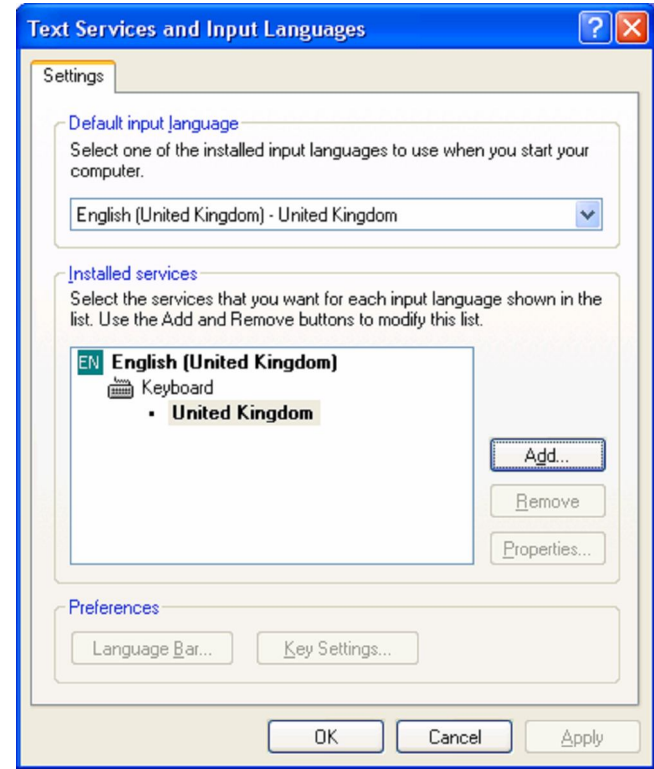 Text Services and Input Languages
Settings
Default input language
Select one of the installed input languages to use when you start your
computer.
English (United Kingdom) - United Kingdom
Installed services
Select the services that you want for each input language shown in the
list. Use the Add and Remove buttons to modify this list.
EN English (United Kingdom)
Keyboard
• United Kingdom
Add...
Remove
Properties...
Preferences
Language Bar... Key Settings...
OK Cancel Apply